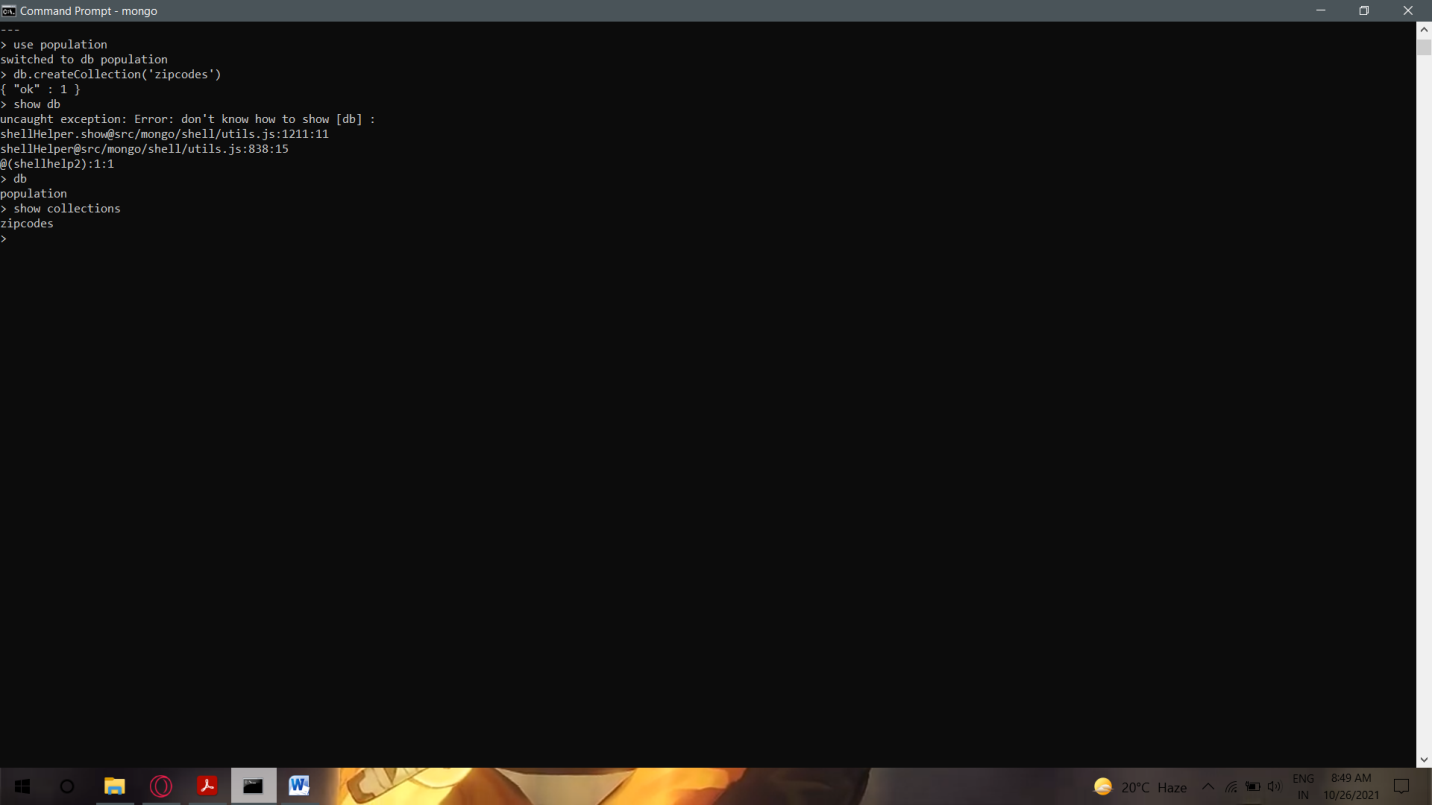 Command Prompt - mongo
---
> use population
switched to db population
> db.createCollection('zipcodes')
{ "ok" : 1 }
> show db
uncaught exception: Error: don't know how to show [db] :
shellHelper.show@src/mongo/shell/utils.js:1211:11
shellHelper@src/mongo/shell/utils.js:838:15
@(shellhelp2):1:1
> db
population
> show collections
zipcodes
>
20°C Haze
ENG
IN
8:49 AM
10/26/2021